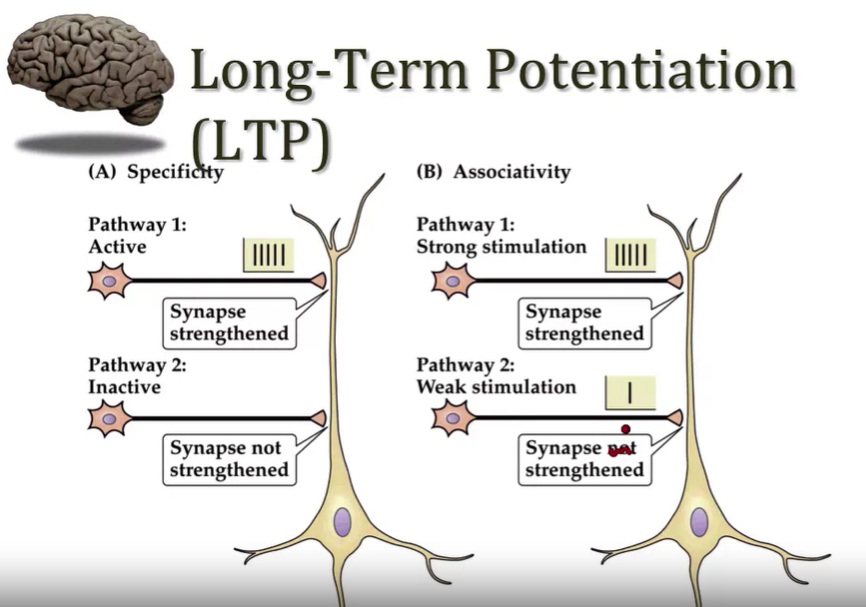 Long-Term Potentiation
(LTP)
(A) Specificity
Pathway 1:
Active
Synapse
strengthened
Pathway 2:
Inactive
Synapse not
strengthened
(B) Associativity
Pathway 1:
Strong stimulation
Synapse
strengthened
Pathway 2:
Weak stimulation
Synapse not
strengthened